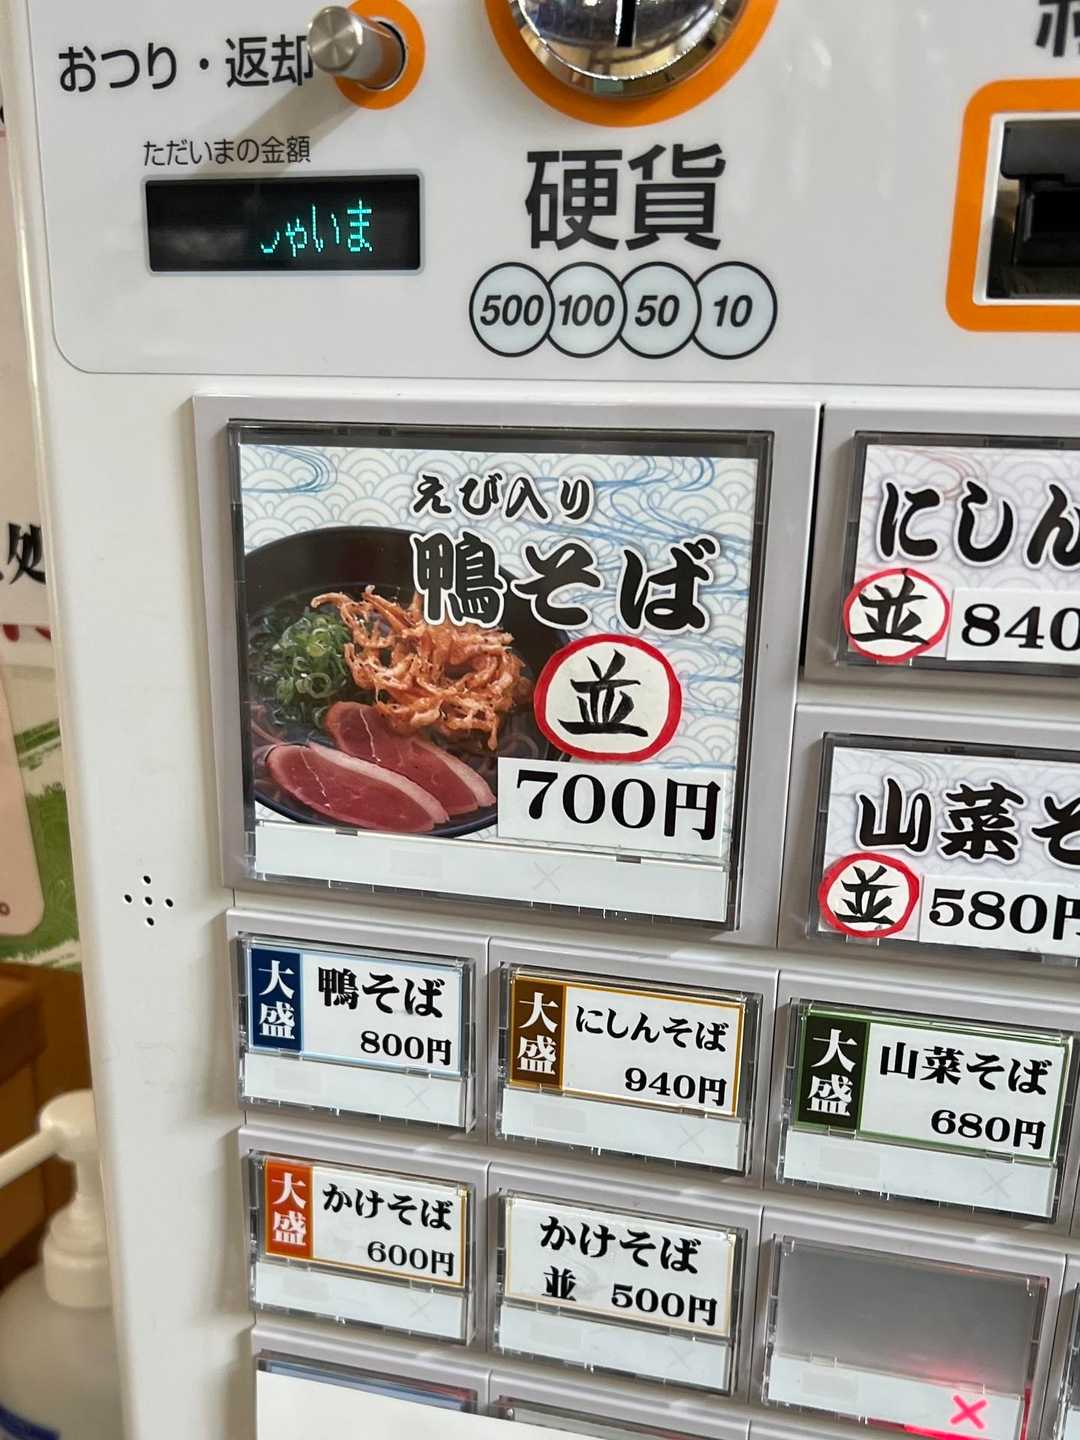 おつり・返却
ただいまの金額
ゃいま
硬貨
500 100 50 10
えび入り
鴨そば
並
700円
にしん
並 840
山菜そ
並 580円
大盛 鴨そば
800円
大盛 にしんそば
940円
大盛 山菜そば
680円
大盛 かけそば
600円
かけそば
並 500円
処